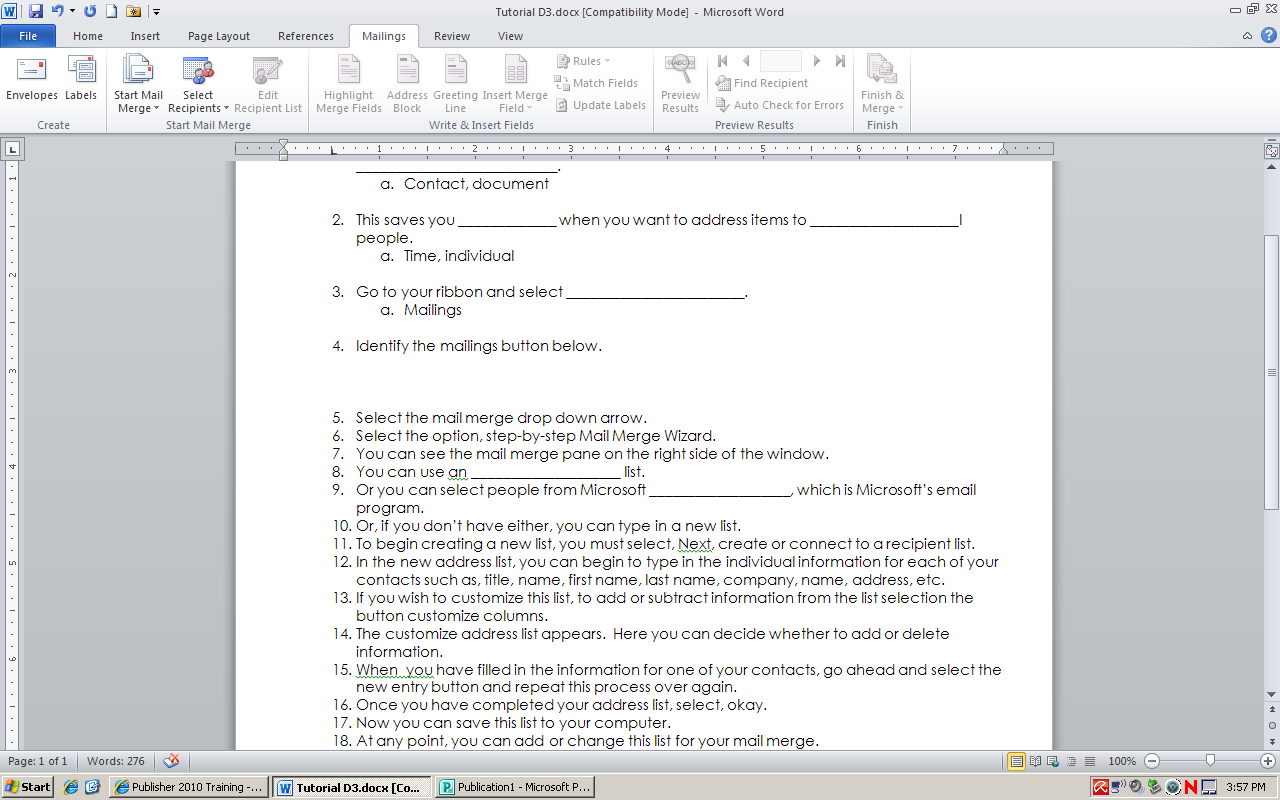 Tutorial D3.docx [Compatibility Mode] - Microsoft Word
File Home Insert Page Layout References Mailings Review View
Envelopes Labels Start Mail Merge Select Recipients Edit Recipient List Highlight Merge Fields Address Block Greeting Line Insert Merge Field Rules Match Fields Update Labels Preview Results Find Recipient Auto Check for Errors Finish & Merge
Create Start Mail Merge Write & Insert Fields Preview Results Finish
1 2 3 4 5 6 7
_________________________.
a. Contact, document
2. This saves you ____________ when you want to address items to __________________l
people.
a. Time, individual
3. Go to your ribbon and select ______________________.
a. Mailings
4. Identify the mailings button below.
5. Select the mail merge drop down arrow.
6. Select the option, step-by-step Mail Merge Wizard.
7. You can see the mail merge pane on the right side of the window.
8. You can use an __________________ list.
9. Or you can select people from Microsoft _________________, which is Microsoft's email
program.
10. Or, if you don't have either, you can type in a new list.
11. To begin creating a new list, you must select, Next, create or connect to a recipient list.
12. In the new address list, you can begin to type in the individual information for each of your
contacts such as, title, name, first name, last name, company, name, address, etc.
13. If you wish to customize this list, to add or subtract information from the list selection the
button customize columns.
14. The customize address list appears.  Here you can decide whether to add or delete
information.
15. When  you have filled in the information for one of your contacts, go ahead and select the
new entry button and repeat this process over again.
16. Once you have completed your address list, select, okay.
17. Now you can save this list to your computer.
18. At any point, you can add or change this list for your mail merge.
Page: 1 of 1 Words: 276 100%
Start Publisher 2010 Training -... Tutorial D3.docx [Co... Publication1 - Microsoft P... 3:57 PM